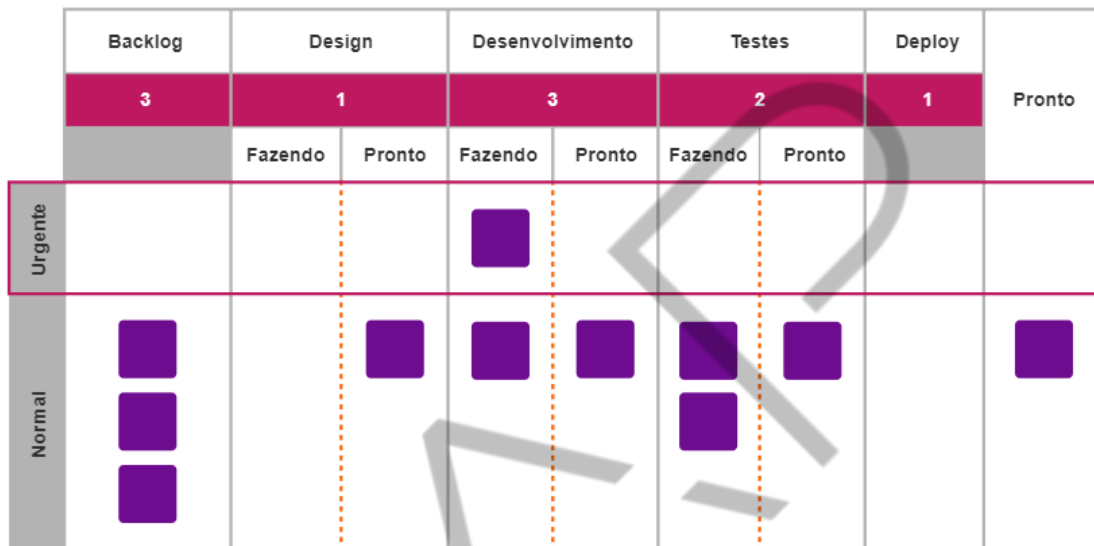 Backlog Design Desenvolvimento Testes Deploy
3 1 3 2 1 Pronto
Fazendo Pronto Fazendo Pronto Fazendo Pronto
Urgente
Normal